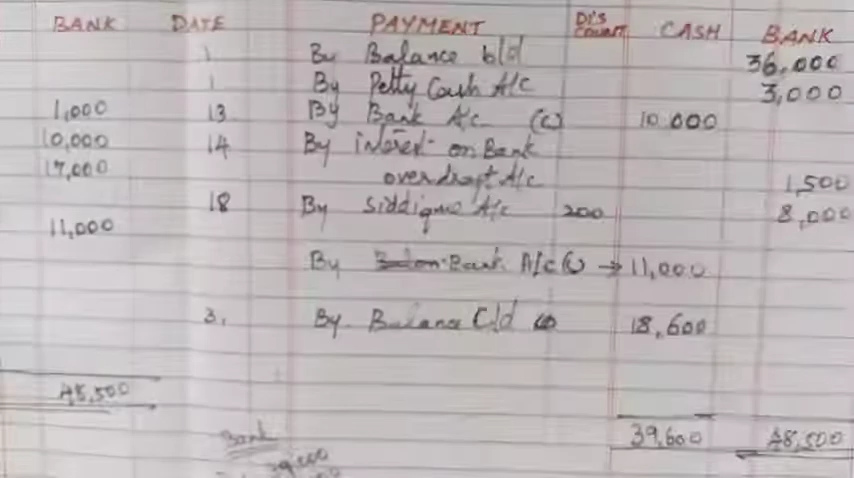 BANK DATE PAYMENT DIS COUNT CASH BANK
1 By Balance b/d 36,000
1 By Petty Cash A/c 3,000
1,000 13 By Bank A/c (c) 10.000
10,000 14 By interest on Bank
17,000 overdraft A/c 1,500
18 By Siddique A/c 200 8,000
11,000
By Bank A/c (c) → 11,000
3, By Balance C/d 18,600
48,500
39,600 48,500
Bank